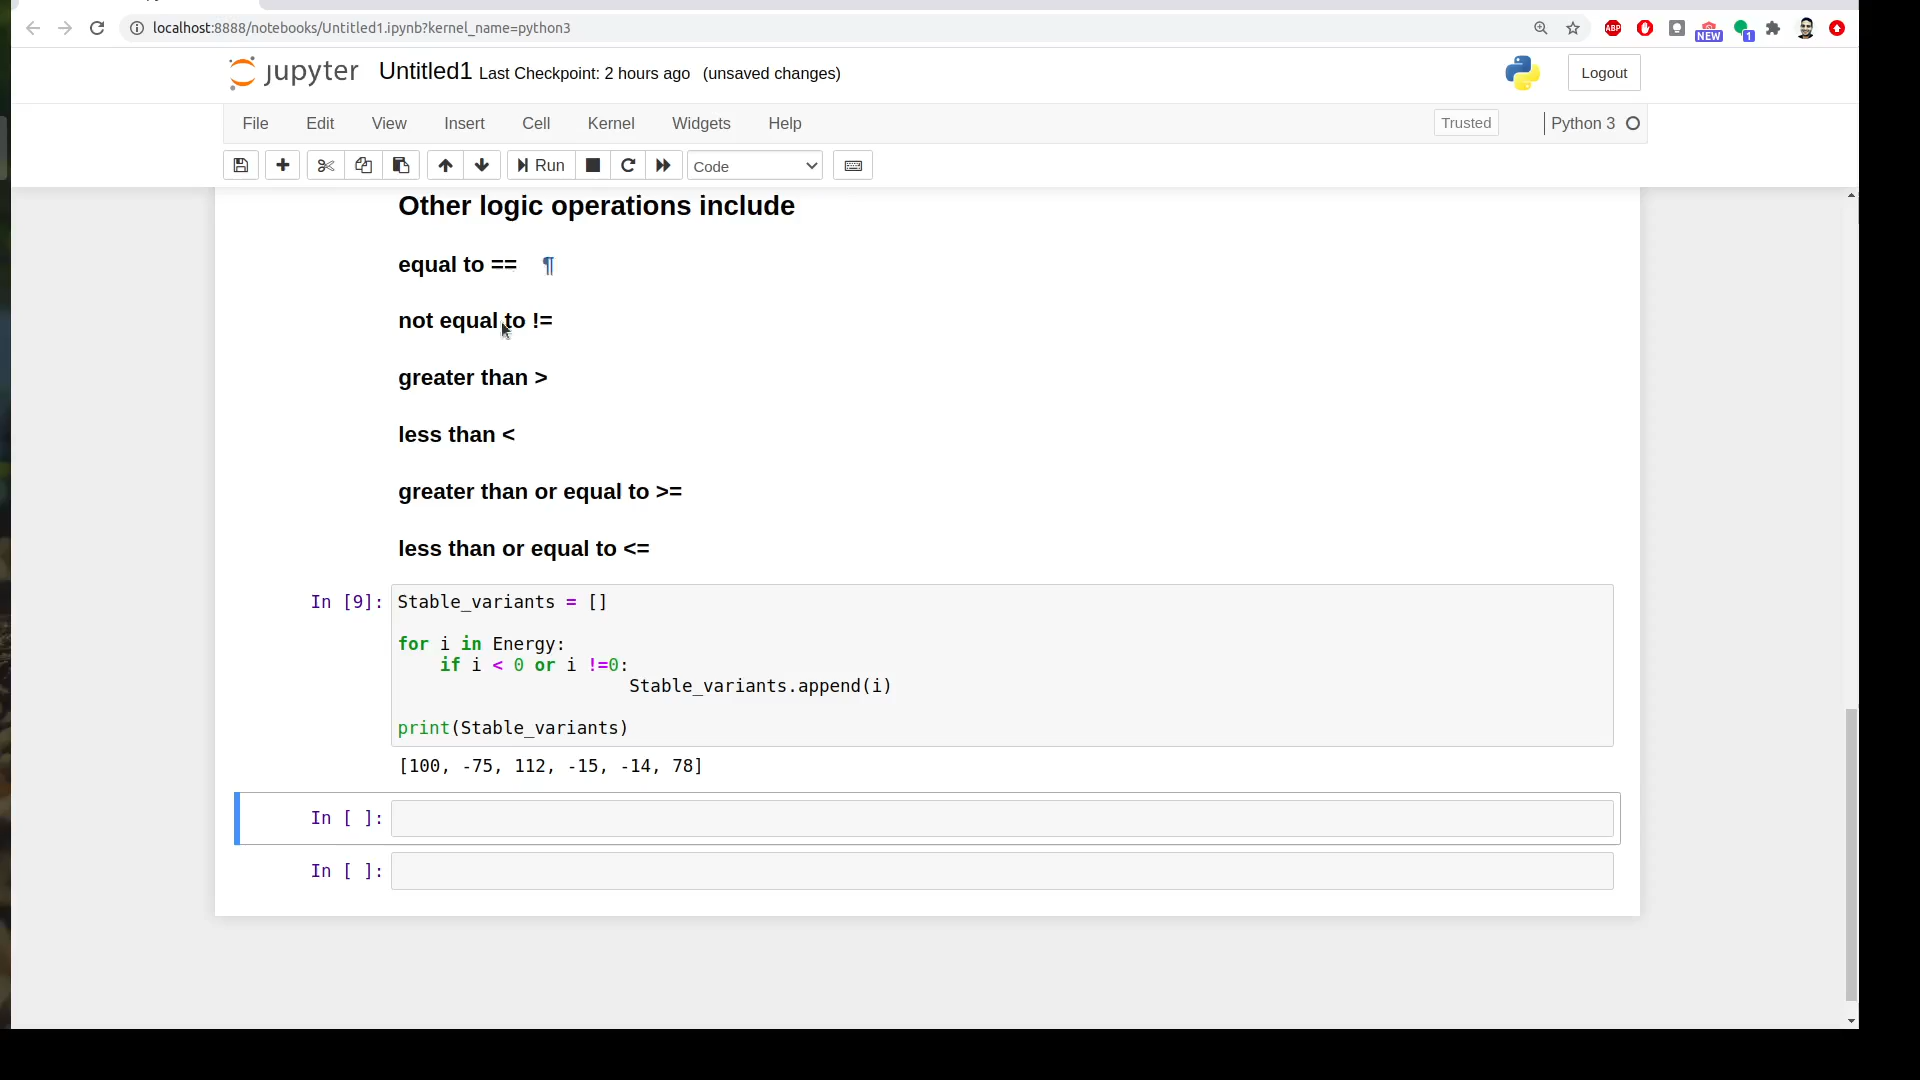 localhost:8888/notebooks/Untitled1.ipynb?kernel_name=python3
ABP
NEW
1
jupyter Untitled1 Last Checkpoint: 2 hours ago (unsaved changes)
Logout
File Edit View Insert Cell Kernel Widgets Help
Trusted
Python 3
Run
Code
Other logic operations include
equal to == ¶
not equal to !=
greater than >
less than <
greater than or equal to >=
less than or equal to <=
In [9]: Stable_variants = []
for i in Energy:
if i < 0 or i !=0:
Stable_variants.append(i)
print(Stable_variants)
[100, -75, 112, -15, -14, 78]
In [ ]:
In [ ]: